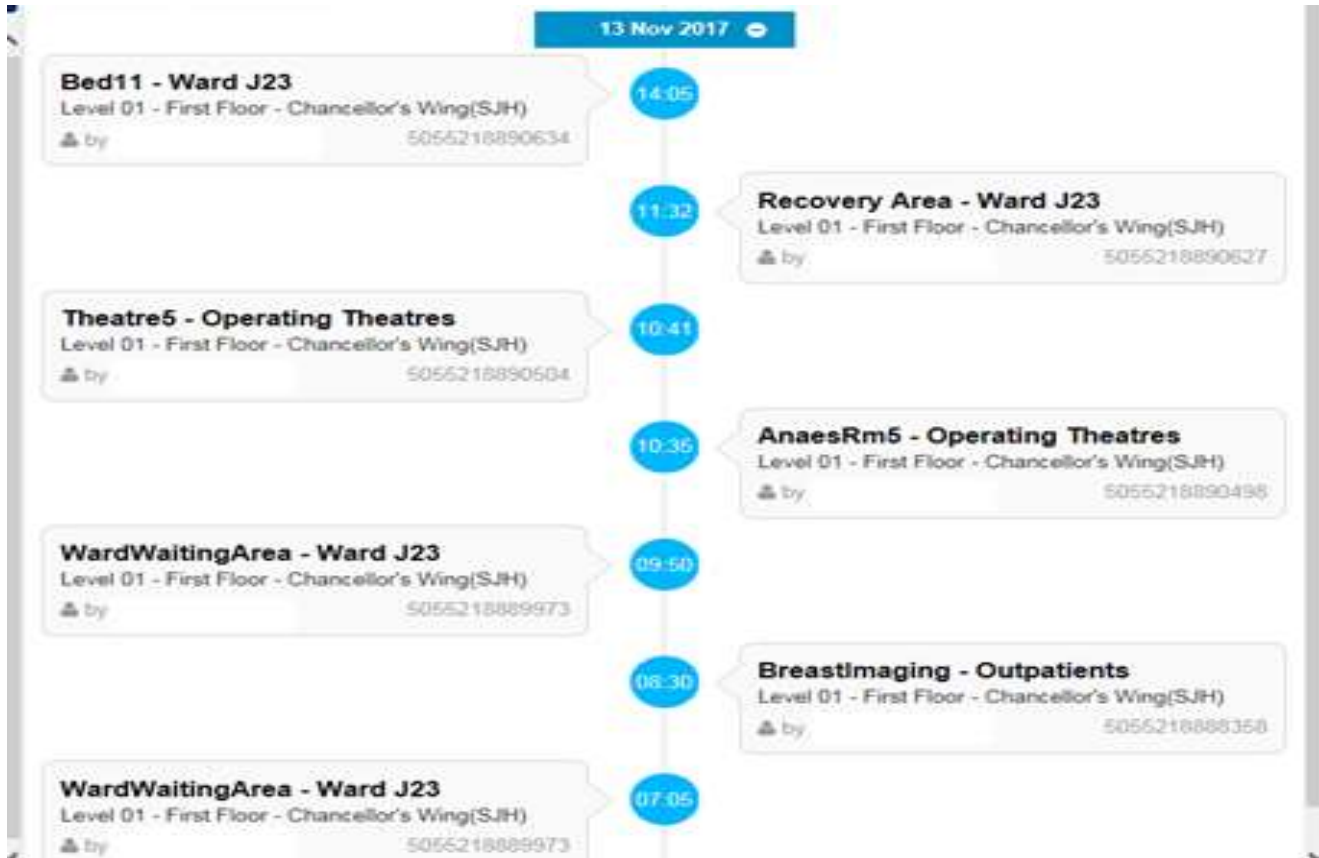 13 Nov 2017
Bed11 - Ward J23
Level 01 - First Floor - Chancellor's Wing(SJH)
by 5055218890634
14:05
Recovery Area - Ward J23
Level 01 - First Floor - Chancellor's Wing(SJH)
by 5055218890627
11:32
Theatre5 - Operating Theatres
Level 01 - First Floor - Chancellor's Wing(SJH)
by 5055218890504
10:41
AnaesRm5 - Operating Theatres
Level 01 - First Floor - Chancellor's Wing(SJH)
by 5055218890498
10:35
WardWaitingArea - Ward J23
Level 01 - First Floor - Chancellor's Wing(SJH)
by 5055218889973
09:50
BreastImaging - Outpatients
Level 01 - First Floor - Chancellor's Wing(SJH)
by 5055218888358
08:30
WardWaitingArea - Ward J23
Level 01 - First Floor - Chancellor's Wing(SJH)
by 5055218889973
07:05